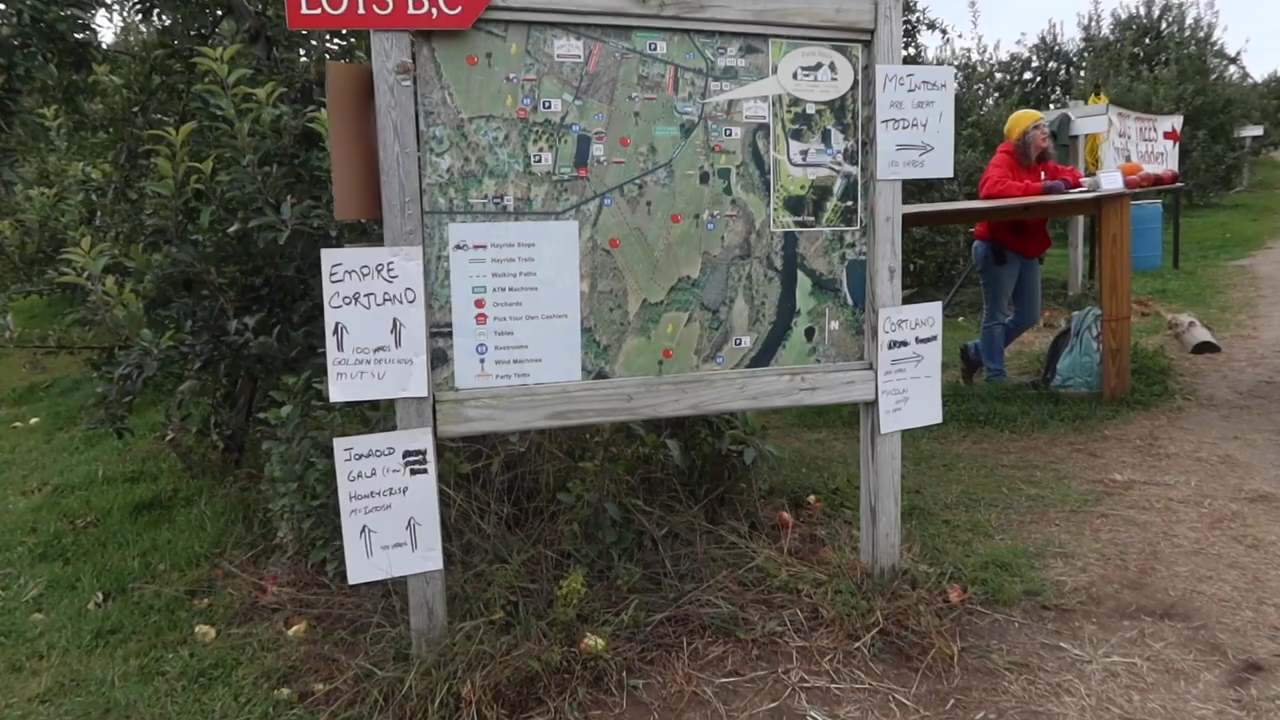 LOTS B,C
McINTOSH
ARE GREAT
TODAY!
150 YARDS
BIG TREES
EMPIRE
CORTLAND
100 YARDS
GOLDEN DELICIOUS
MUTSU
Hayride Stops
Hayride Trails
Walking Paths
ATM Machines
Orchards
Pick Your Own Cashiers
Tables
Restrooms
Wind Machines
Party Tents
N
CORTLAND
JONAGOLD
GALA
HONEYCRISP
McINTOSH